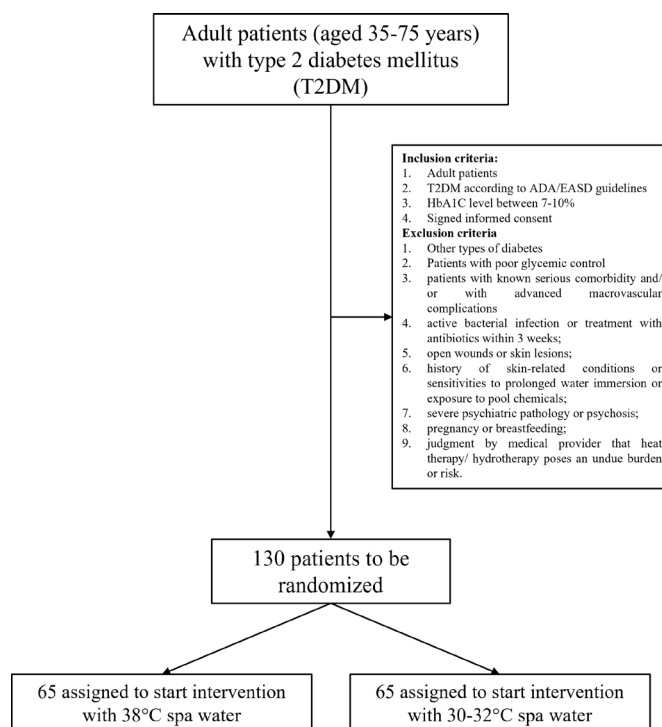 Adult patients (aged 35-75 years)
with type 2 diabetes mellitus
(T2DM)
Inclusion criteria:
1. Adult patients
2. T2DM according to ADA/EASD guidelines
3. HbA1C level between 7-10%
4. Signed informed consent
Exclusion criteria
1. Other types of diabetes
2. Patients with poor glycemic control
3. patients with known serious comorbidity and/
or with advanced macrovascular
complications
4. active bacterial infection or treatment with
antibiotics within 3 weeks;
5. open wounds or skin lesions;
6. history of skin-related conditions or
sensitivities to prolonged water immersion or
exposure to pool chemicals;
7. severe psychiatric pathology or psychosis;
8. pregnancy or breastfeeding;
9. judgment by medical provider that heat
therapy/ hydrotherapy poses an undue burden
or risk.
130 patients to be
randomized
65 assigned to start intervention
with 38°C spa water
65 assigned to start intervention
with 30-32°C spa water